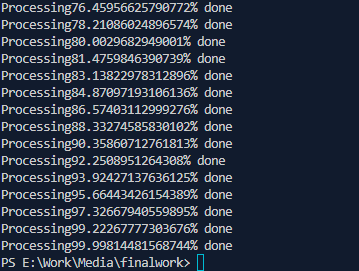 Processing76.45956625790772% done
Processing78.21086024896574% done
Processing80.0029682949001% done
Processing81.4759846390739% done
Processing83.13822978312896% done
Processing84.87097193106136% done
Processing86.57403112999276% done
Processing88.33274585830102% done
Processing90.35860712761813% done
Processing92.2508951264308% done
Processing93.92427137636125% done
Processing95.66443426154389% done
Processing97.32667940559895% done
Processing99.22267777303676% done
Processing99.99814481568744% done
PS E:\Work\Media\finalwork>